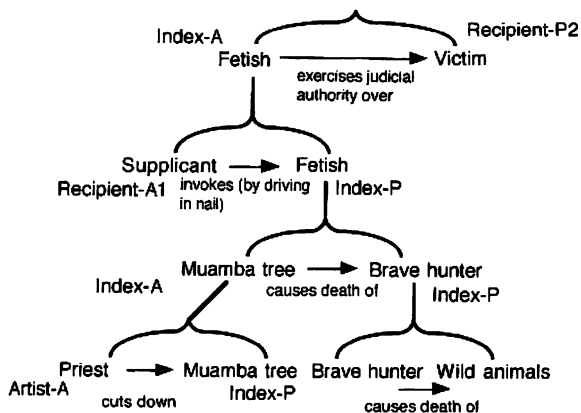 Index-A
Recipient-P2
Fetish
Victim
exercises judicial
authority over
Supplicant
Fetish
Recipient-A1
invokes (by driving
in nail)
Index-P
Muamba tree
Brave hunter
Index-A
causes death of
Index-P
Priest
Muamba tree
Brave hunter
Wild animals
Artist-A
cuts down
Index-P
causes death of